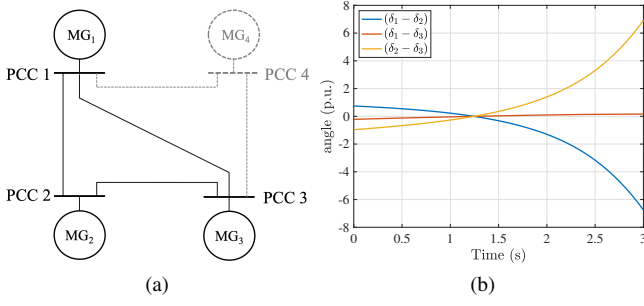 MG1
MG4
PCC 1
PCC 4
PCC 2
PCC 3
MG2
MG3
(a)
(δ1 − δ2)
(δ1 − δ3)
(δ2 − δ3)
angle (p.u.)
8
6
4
2
0
-2
-4
-6
-8
0
0.5
1
1.5
2
2.5
3
Time (s)
(b)